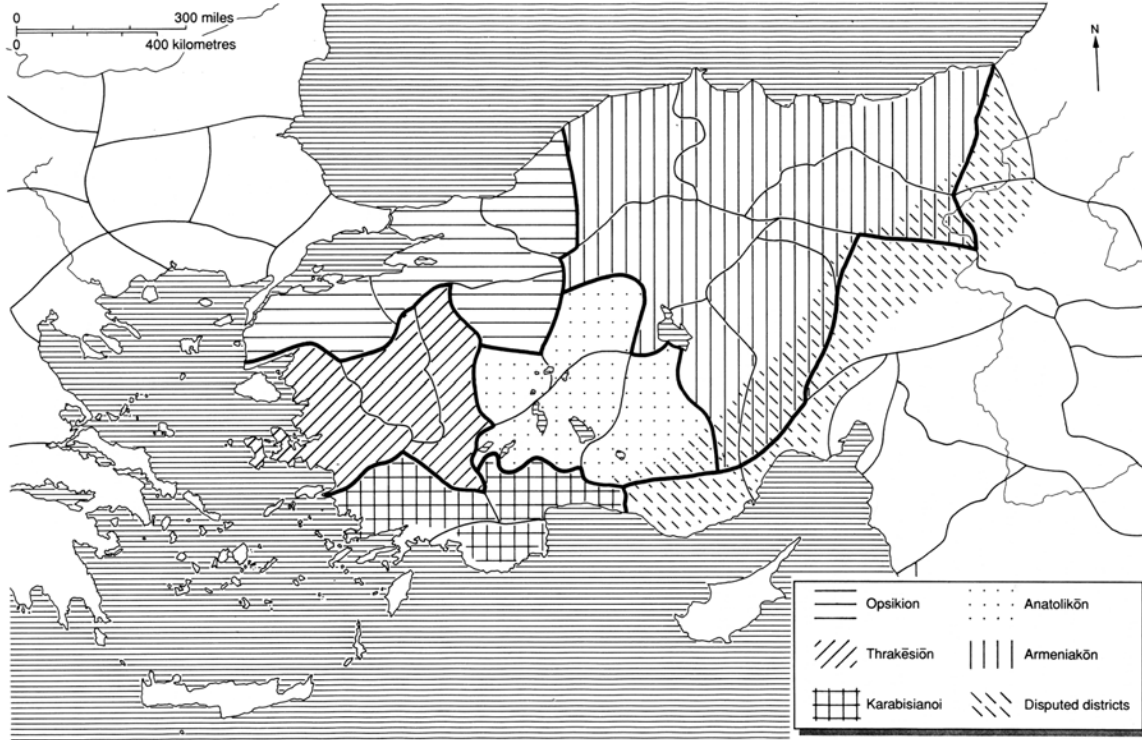 0 300 miles
0 400 kilometres
N
Opsikion
Anatolikōn
Thrakēsiōn
Armeniakōn
Karabisianoi
Disputed districts